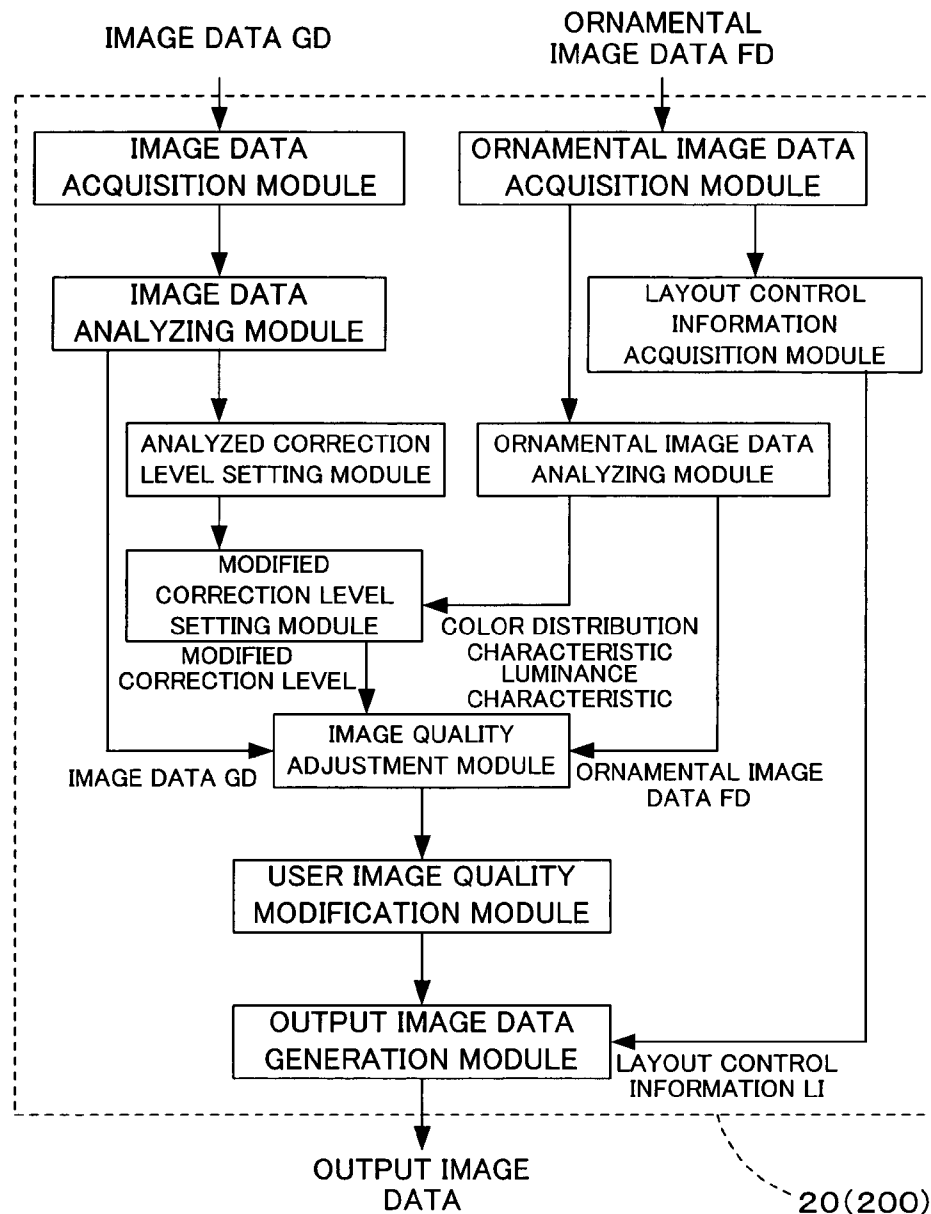 IMAGE DATA GD
ORNAMENTAL
IMAGE DATA FD
IMAGE DATA
ACQUISITION MODULE
ORNAMENTAL IMAGE DATA
ACQUISITION MODULE
IMAGE DATA
ANALYZING MODULE
LAYOUT CONTROL
INFORMATION
ACQUISITION MODULE
ANALYZED CORRECTION
LEVEL SETTING MODULE
ORNAMENTAL IMAGE DATA
ANALYZING MODULE
MODIFIED
CORRECTION LEVEL
SETTING MODULE
MODIFIED
CORRECTION LEVEL
COLOR DISTRIBUTION
CHARACTERISTIC
LUMINANCE
CHARACTERISTIC
IMAGE QUALITY
ADJUSTMENT MODULE
IMAGE DATA GD
ORNAMENTAL IMAGE
DATA FD
USER IMAGE QUALITY
MODIFICATION MODULE
OUTPUT IMAGE DATA
GENERATION MODULE
LAYOUT CONTROL
INFORMATION LI
OUTPUT IMAGE
DATA
20(200)